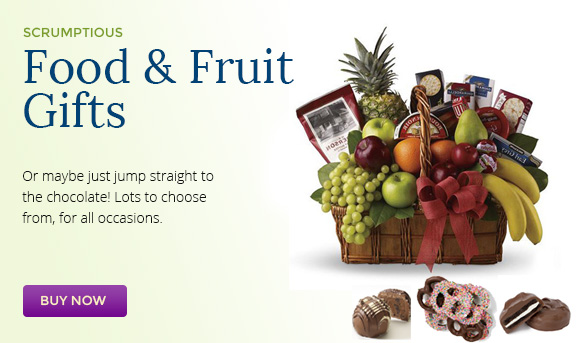 SCRUMPTIOUS
Food & Fruit
Gifts
Or maybe just jump straight to
the chocolate! Lots to choose
from, for all occasions.
BUY NOW